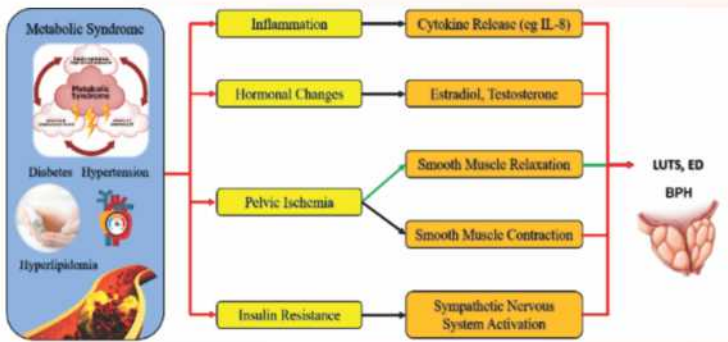 Metabolic Syndrome
Metabolic
Syndrome
Diabetes Hypertension
Hyperlipidomia
Inflammation
Cytokine Release (eg IL-8)
Hormonal Changes
Estradiol, Testosterone
Pelvic Ischemia
Smooth Muscle Relaxation
Smooth Muscle Contraction
Insulin Resistance
Sympathetic Nervous
System Activation
LUTS, ED
BPH